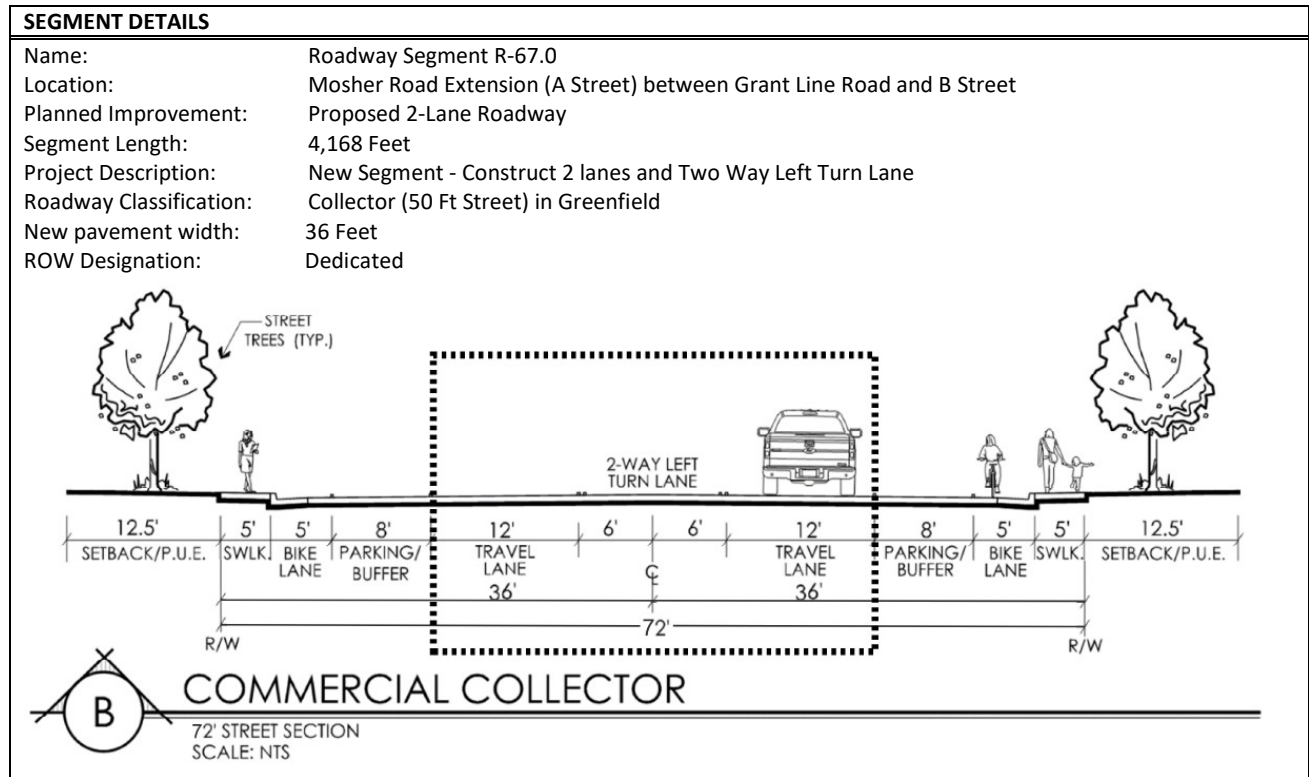 SEGMENT DETAILS
Name: Roadway Segment R-67.0
Location: Mosher Road Extension (A Street) between Grant Line Road and B Street
Planned Improvement: Proposed 2-Lane Roadway
Segment Length: 4,168 Feet
Project Description: New Segment - Construct 2 lanes and Two Way Left Turn Lane
Roadway Classification: Collector (50 Ft Street) in Greenfield
New pavement width: 36 Feet
ROW Designation: Dedicated
STREET
TREES (TYP.)
2-WAY LEFT
TURN LANE
12.5' 5' 5' 8' 12' 6' 6' 12' 8' 5' 5' 12.5'
SETBACK/P.U.E. SWLK. BIKE LANE PARKING/ BUFFER TRAVEL LANE TRAVEL LANE PARKING/ BUFFER BIKE LANE SWLK. SETBACK/P.U.E.
36' 36'
72'
R/W R/W
B COMMERCIAL COLLECTOR
72' STREET SECTION
SCALE: NTS